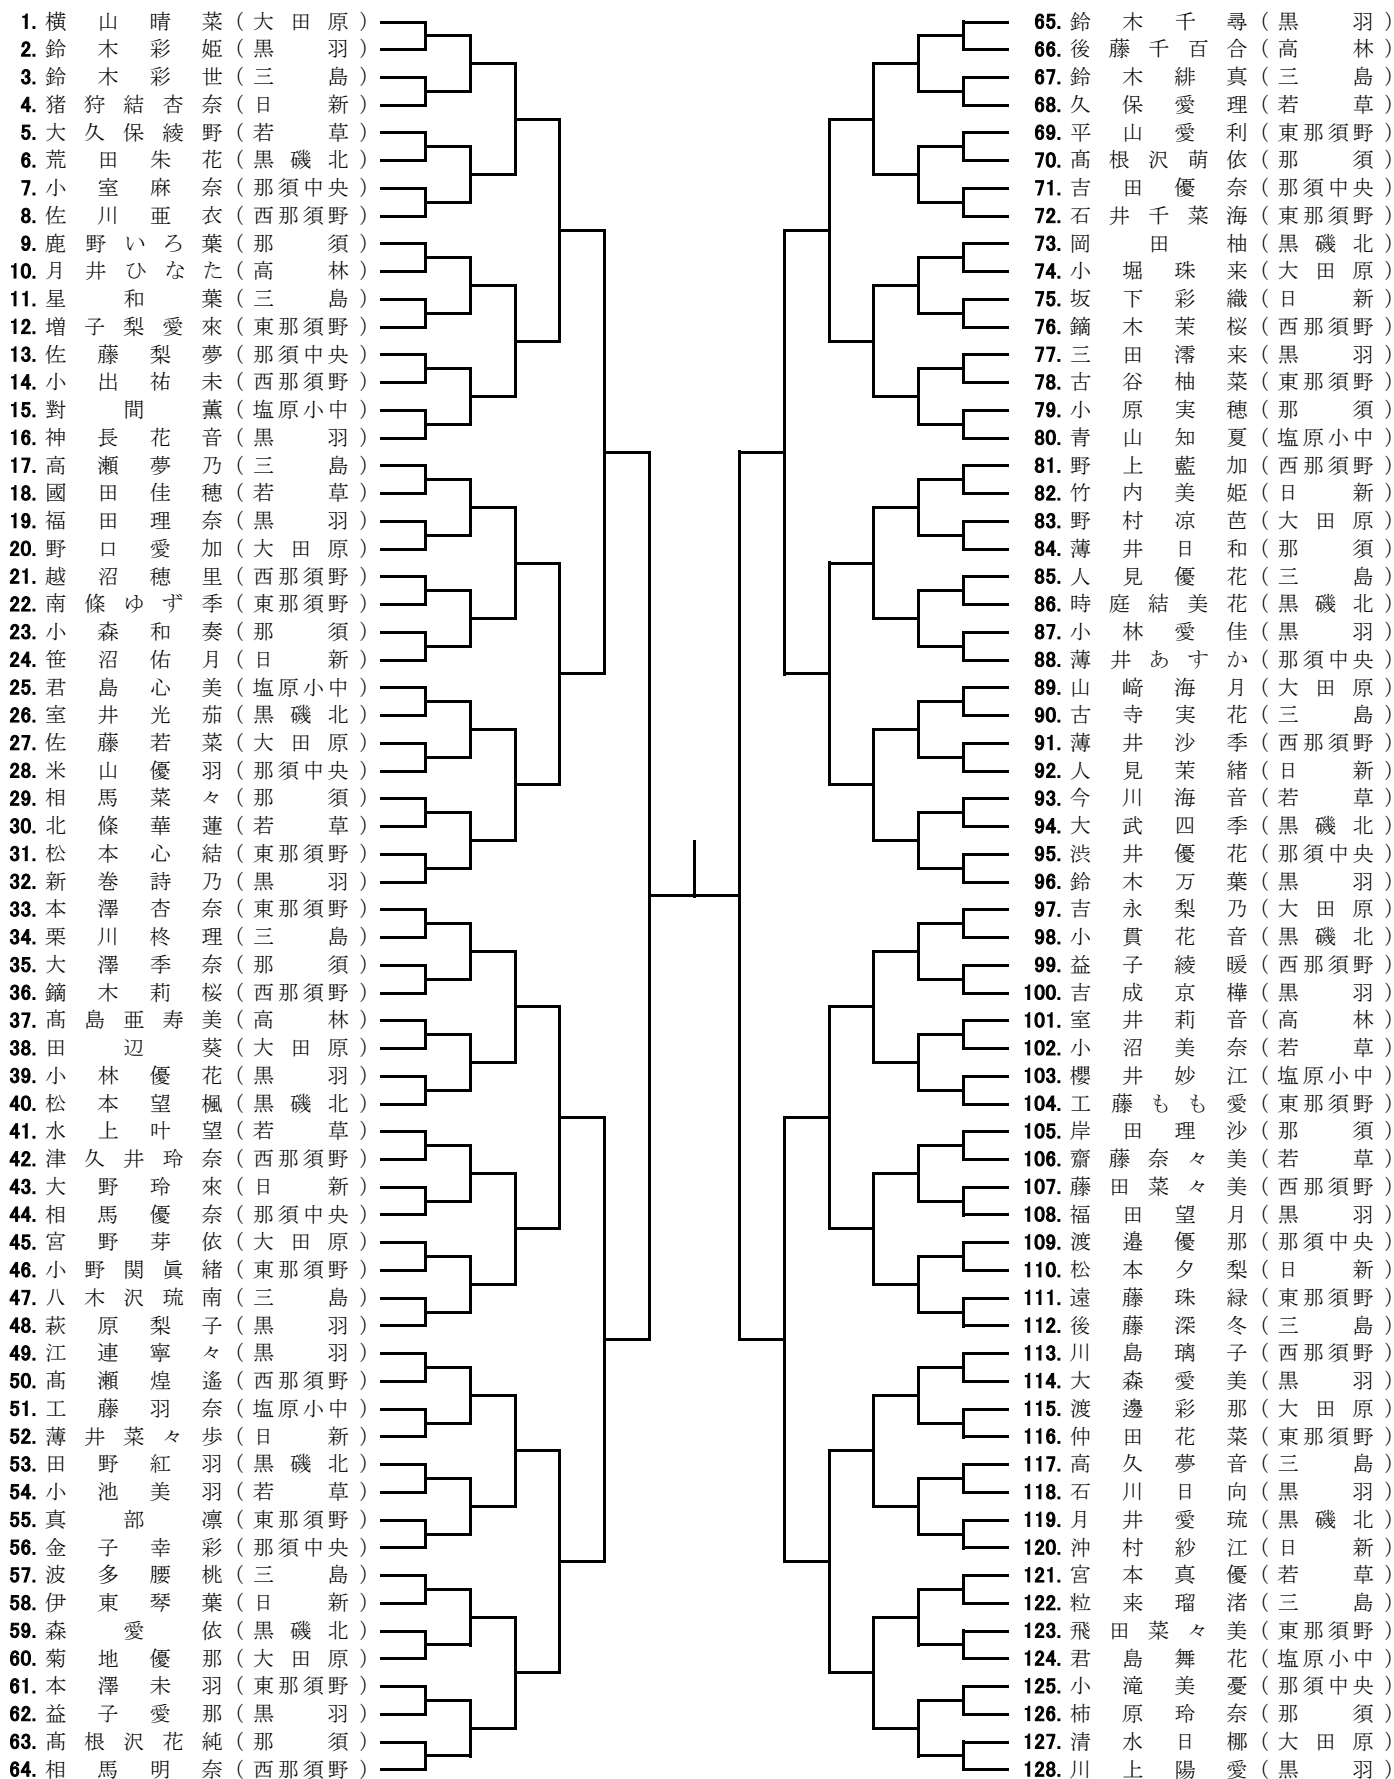 1. 横山晴菜(大田原)
2. 鈴木彩姫(黒羽)
3. 鈴木彩世(三島)
4. 猪狩結杏奈(日新)
5. 大久保綾野(若草)
6. 荒田朱花(黒磯北)
7. 小室麻奈(那須中央)
8. 佐川亜衣(西那須野)
9. 鹿野いろ葉(那須)
10. 月井ひなた(高林)
11. 星和葉(三島)
12. 増子梨愛來(東那須野)
13. 佐藤梨夢(那須中央)
14. 小出祐未(西那須野)
15. 對間薫(塩原小中)
16. 神長花音(黒羽)
17. 高瀬夢乃(三島)
18. 國田佳穂(若草)
19. 福田理奈(黒羽)
20. 野口愛加(大田原)
21. 越沼穂里(西那須野)
22. 南條ゆず季(東那須野)
23. 小森和奏(那須)
24. 笹沼佑月(日新)
25. 君島心美(塩原小中)
26. 室井光茄(黒磯北)
27. 佐藤若菜(大田原)
28. 米山優羽(那須中央)
29. 相馬菜々(那須)
30. 北條華蓮(若草)
31. 松本心結(東那須野)
32. 新巻詩乃(黒羽)
33. 本澤杏奈(東那須野)
34. 栗川柊理(三島)
35. 大澤季奈(那須)
36. 鏑木莉桜(西那須野)
37. 髙島亜寿美(高林)
38. 田辺葵(大田原)
39. 小林優花(黒羽)
40. 松本望楓(黒磯北)
41. 水上叶望(若草)
42. 津久井玲奈(西那須野)
43. 大野玲來(日新)
44. 相馬優奈(那須中央)
45. 宮野芽依(大田原)
46. 小野関眞緒(東那須野)
47. 八木沢琉南(三島)
48. 萩原梨子(黒羽)
49. 江連寧々(黒羽)
50. 髙瀬煌遙(西那須野)
51. 工藤羽奈(塩原小中)
52. 薄井菜々歩(日新)
53. 田野紅羽(黒磯北)
54. 小池美羽(若草)
55. 真部凛(東那須野)
56. 金子幸彩(那須中央)
57. 波多腰桃(三島)
58. 伊東琴葉(日新)
59. 森愛依(黒磯北)
60. 菊地優那(大田原)
61. 本澤未羽(東那須野)
62. 益子愛那(黒羽)
63. 髙根沢花純(那須)
64. 相馬明奈(西那須野)
65. 鈴木千尋(黒羽)
66. 後藤千百合(高林)
67. 鈴木緋真(三島)
68. 久保愛理(若草)
69. 平山愛利(東那須野)
70. 髙根沢萌依(那須)
71. 吉田優奈(那須中央)
72. 石井千菜海(東那須野)
73. 岡田柚(黒磯北)
74. 小堀珠来(大田原)
75. 坂下彩織(日新)
76. 鏑木茉桜(西那須野)
77. 三田澪来(黒羽)
78. 古谷柚菜(東那須野)
79. 小原実穂(那須)
80. 青山知夏(塩原小中)
81. 野上藍加(西那須野)
82. 竹内美姫(日新)
83. 野村凉芭(大田原)
84. 薄井日和(那須)
85. 人見優花(三島)
86. 時庭結美花(黒磯北)
87. 小林愛佳(黒羽)
88. 薄井あすか(那須中央)
89. 山﨑海月(大田原)
90. 古寺実花(三島)
91. 薄井沙季(西那須野)
92. 人見茉緒(日新)
93. 今川海音(若草)
94. 大武四季(黒磯北)
95. 渋井優花(那須中央)
96. 鈴木万葉(黒羽)
97. 吉永梨乃(大田原)
98. 小貫花音(黒磯北)
99. 益子綾暖(西那須野)
100. 吉成京樺(黒羽)
101. 室井莉音(高林)
102. 小沼美奈(若草)
103. 櫻井妙江(塩原小中)
104. 工藤もも愛(東那須野)
105. 岸田理沙(那須)
106. 齋藤奈々美(若草)
107. 藤田菜々美(西那須野)
108. 福田望月(黒羽)
109. 渡邉優那(那須中央)
110. 松本夕梨(日新)
111. 遠藤珠緑(東那須野)
112. 後藤深冬(三島)
113. 川島璃子(西那須野)
114. 大森愛美(黒羽)
115. 渡邊彩那(大田原)
116. 仲田花菜(東那須野)
117. 高久夢音(三島)
118. 石川日向(黒羽)
119. 月井愛琉(黒磯北)
120. 沖村紗江(日新)
121. 宮本真優(若草)
122. 粒来瑠渚(三島)
123. 飛田菜々美(東那須野)
124. 君島舞花(塩原小中)
125. 小滝美憂(那須中央)
126. 柿原玲奈(那須)
127. 清水日梛(大田原)
128. 川上陽愛(黒羽)